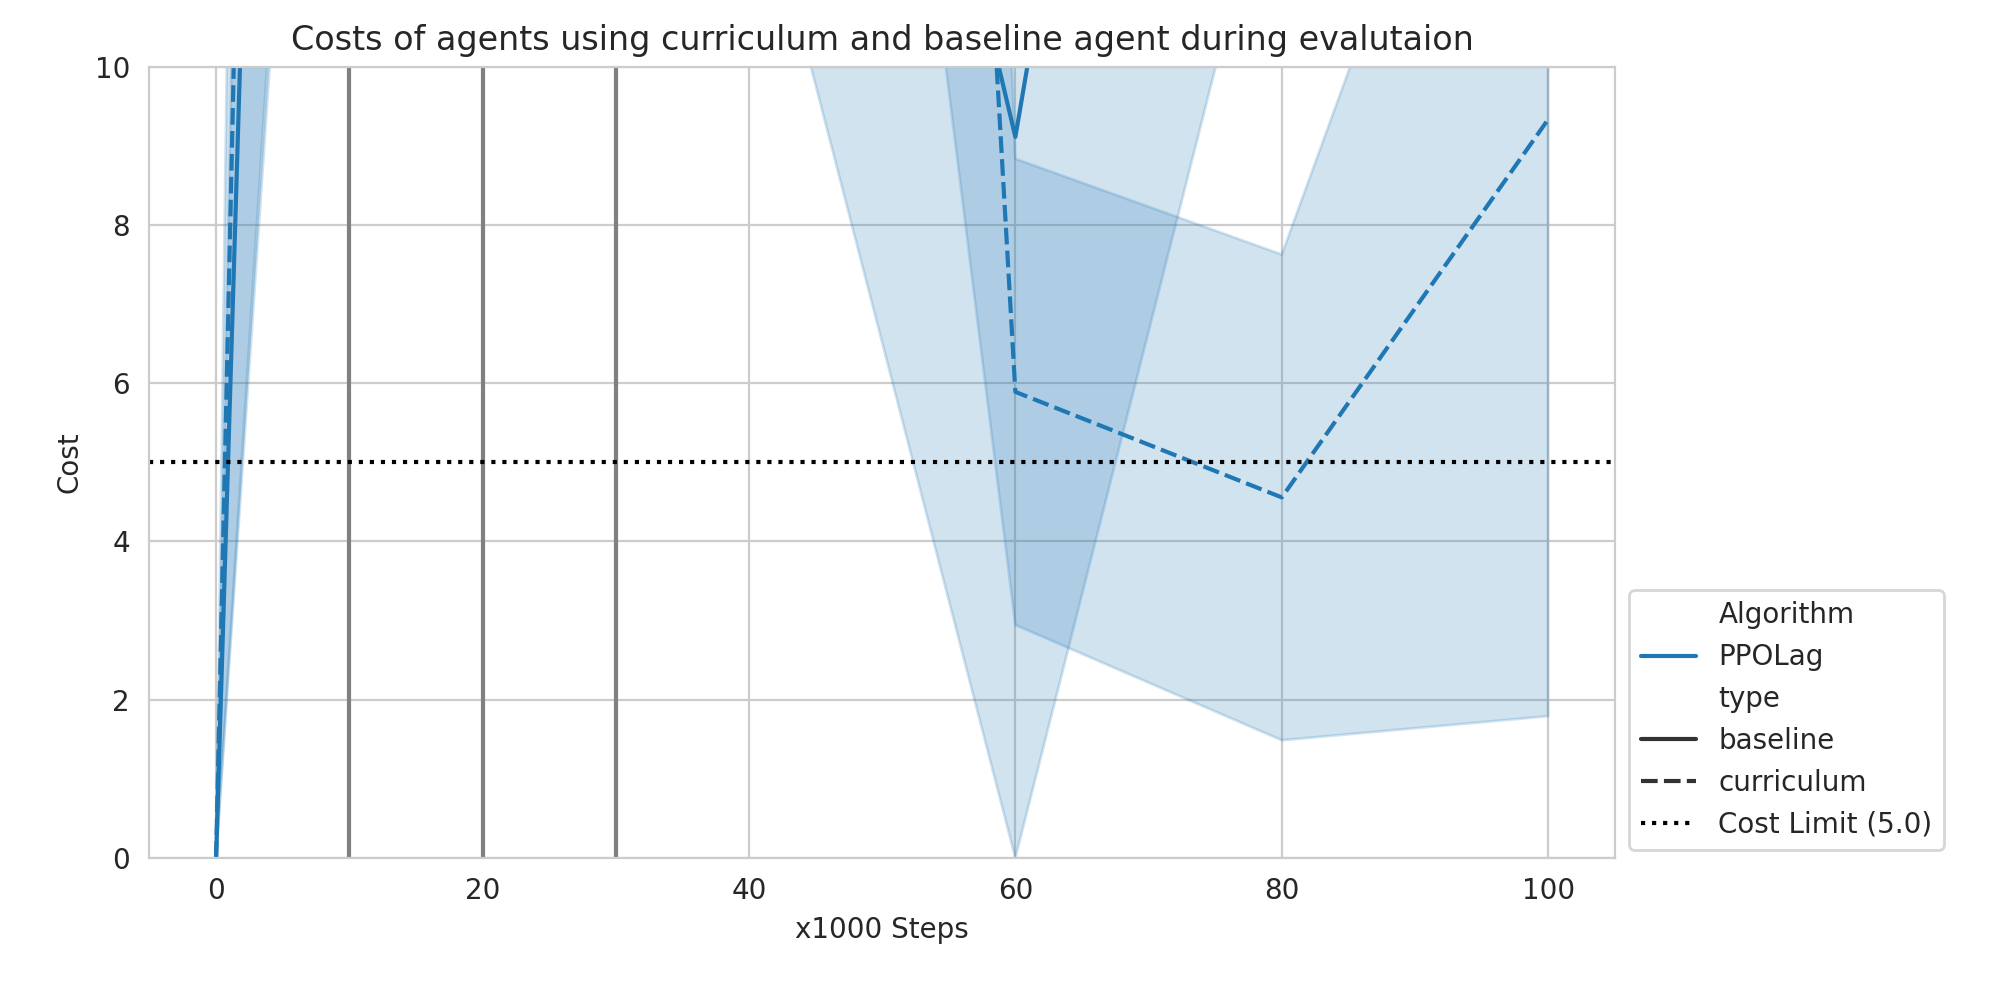 Costs of agents using curriculum and baseline agent during evalutaion
10
8
6
4
2
0
Cost
0 20 40 60 80 100
x1000 Steps
Algorithm
PPOLag
type
baseline
curriculum
Cost Limit (5.0)